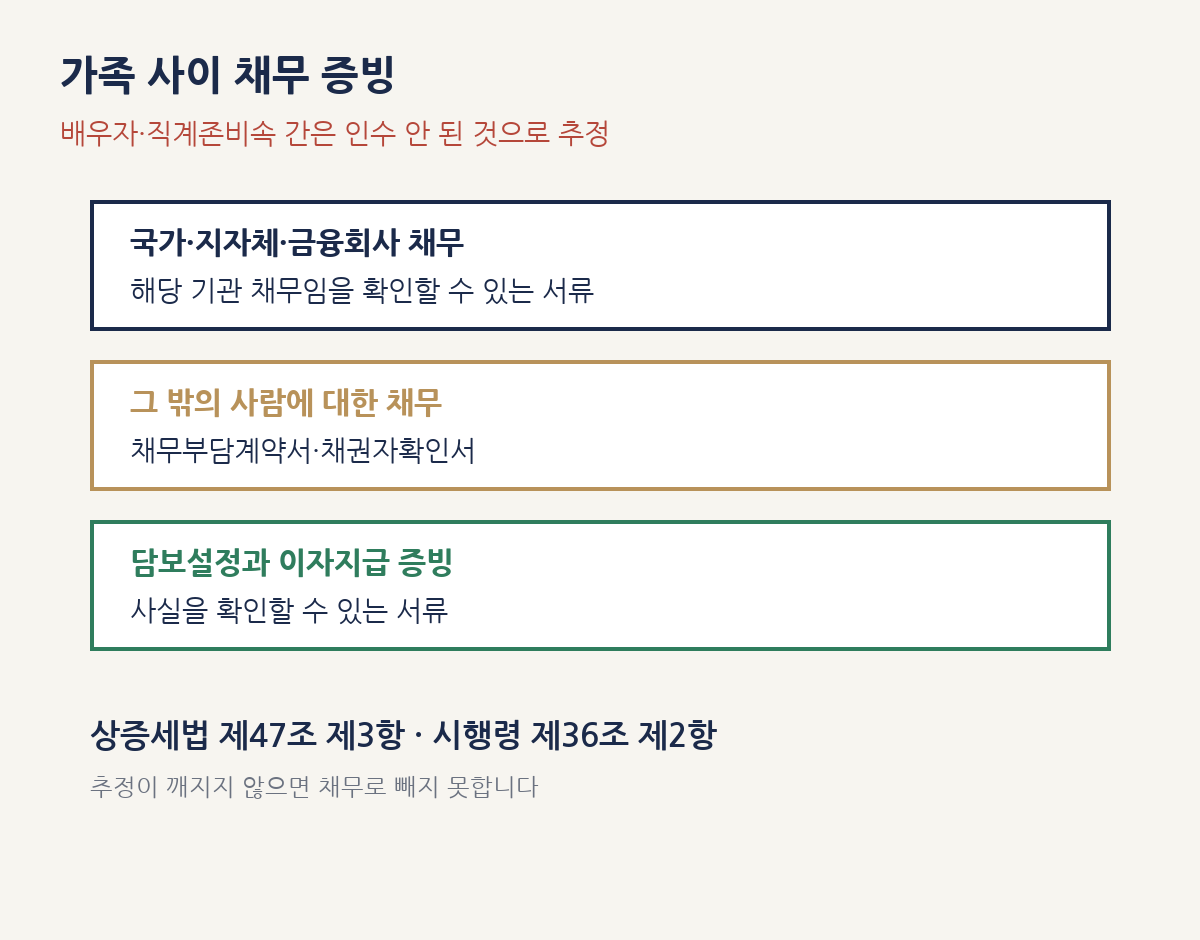 가족 사이 채무 증빙
배우자·직계존비속 간은 인수 안 된 것으로 추정
국가·지자체·금융회사 채무
해당 기관 채무임을 확인할 수 있는 서류
그 밖의 사람에 대한 채무
채무부담계약서·채권자확인서
담보설정과 이자지급 증빙
사실을 확인할 수 있는 서류
상증세법 제47조 제3항 · 시행령 제36조 제2항
추정이 깨지지 않으면 채무로 빼지 못합니다